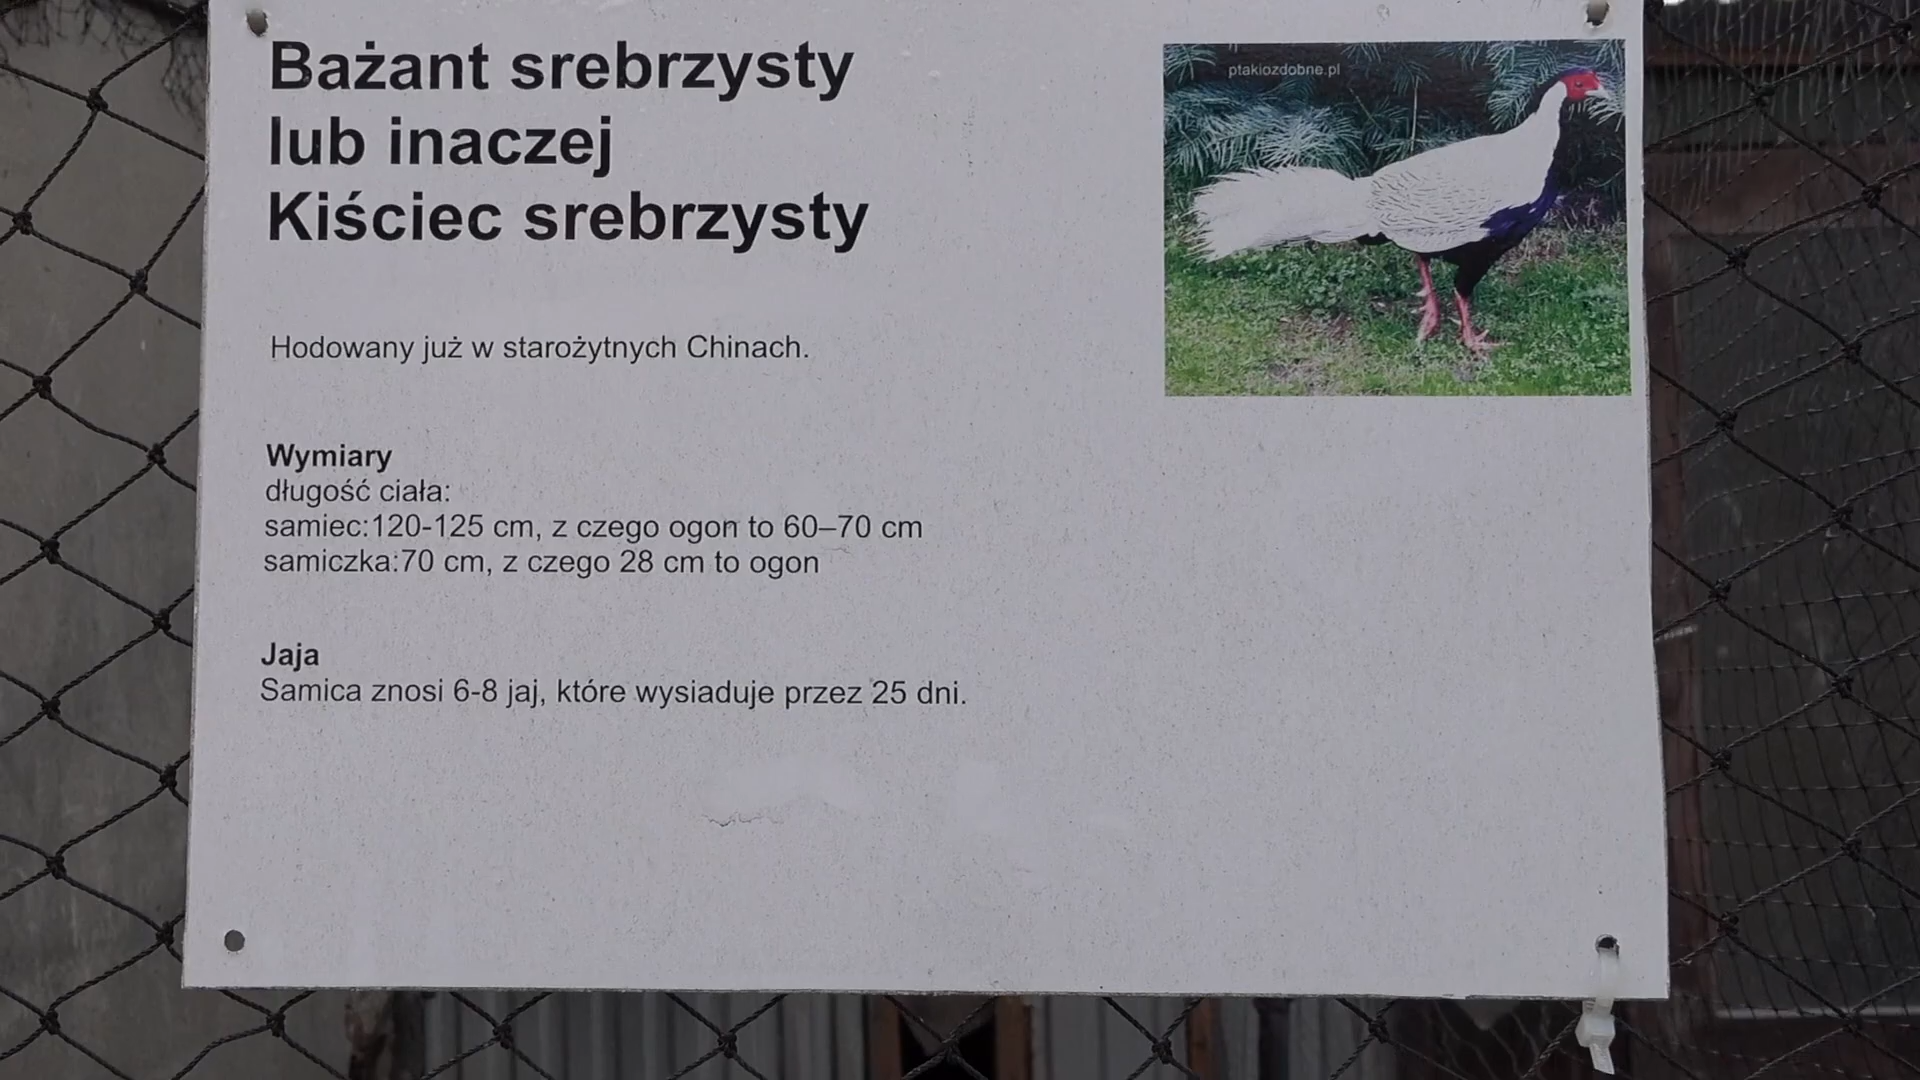 Bażant srebrzysty
lub inaczej
Kiściec srebrzysty
ptakiozdobne.pl
Hodowany już w starożytnych Chinach.
Wymiary
długość ciała:
samiec:120-125 cm, z czego ogon to 60–70 cm
samiczka:70 cm, z czego 28 cm to ogon
Jaja
Samica znosi 6-8 jaj, które wysiaduje przez 25 dni.